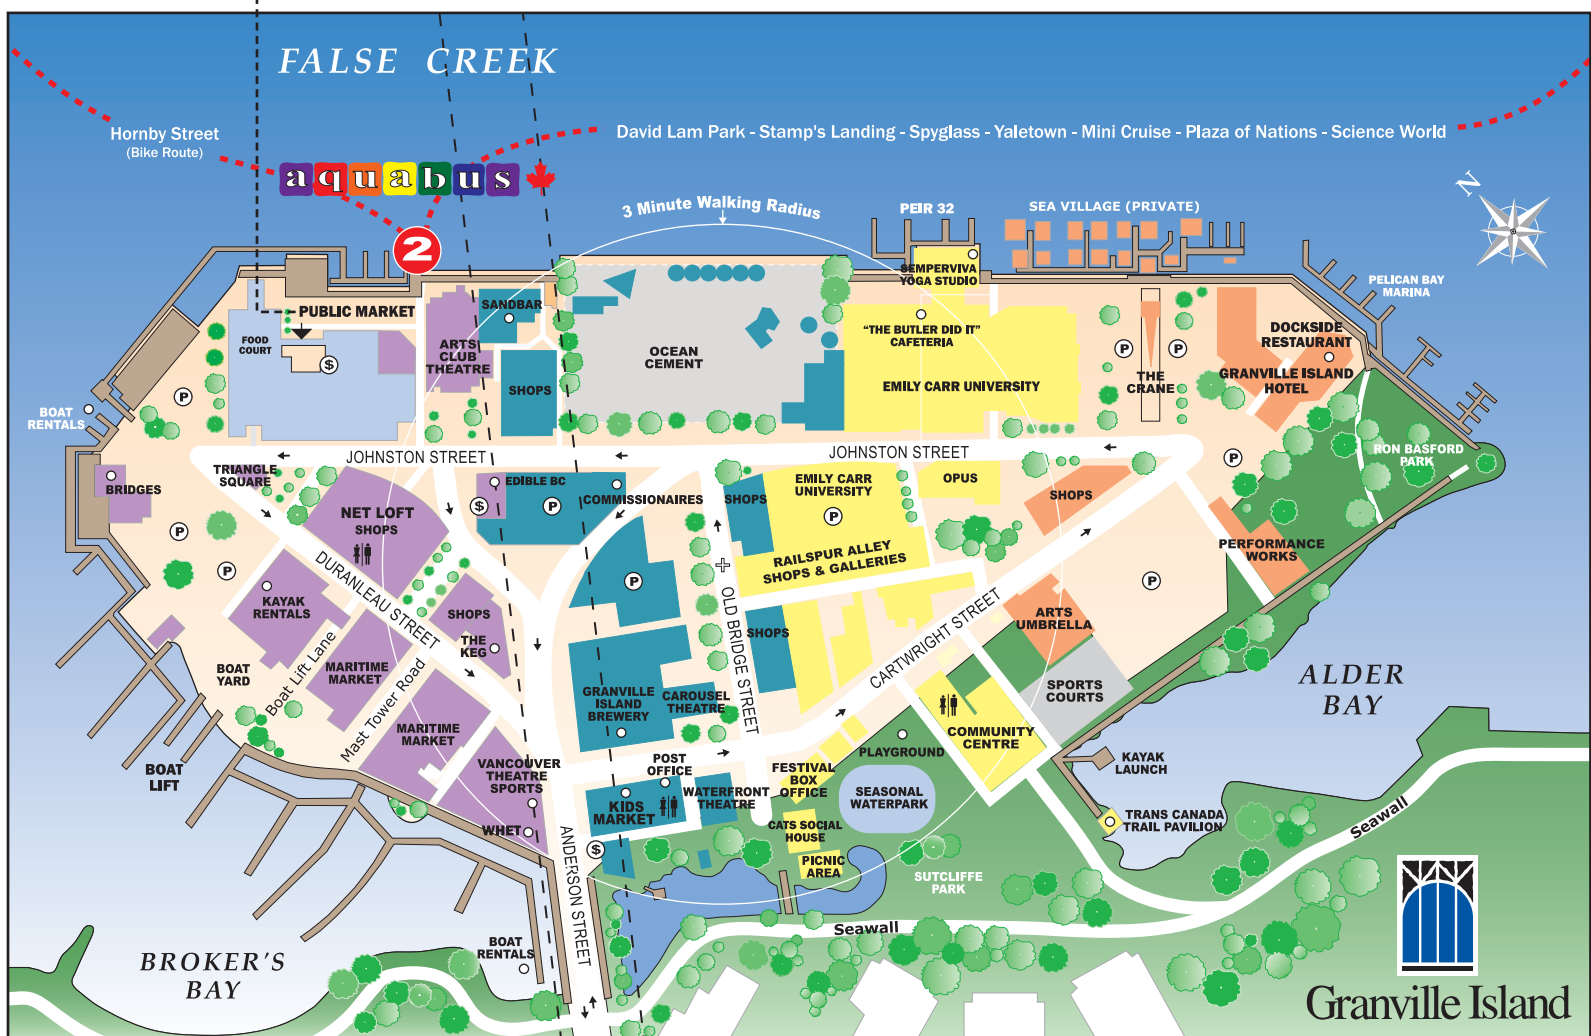 FALSE CREEK
Hornby Street
(Bike Route)
David Lam Park - Stamp's Landing - Spyglass - Yaletown - Mini Cruise - Plaza of Nations - Science World
aquabus
2
3 Minute Walking Radius
PEIR 32
SEA VILLAGE (PRIVATE)
N
PELICAN BAY
MARINA
SEMPERVIVA
YOGA STUDIO
PUBLIC MARKET
SANDBAR
FOOD
COURT
$
ARTS
CLUB
THEATRE
SHOPS
OCEAN
CEMENT
"THE BUTLER DID IT"
CAFETERIA
EMILY CARR UNIVERSITY
P
P
THE
CRANE
DOCKSIDE
RESTAURANT
GRANVILLE ISLAND
HOTEL
BOAT
RENTALS
P
JOHNSTON STREET
JOHNSTON STREET
P
RON BASFORD
PARK
TRIANGLE
SQUARE
BRIDGES
EDIBLE BC
$
P
COMMISSIONAIRES
SHOPS
EMILY CARR
UNIVERSITY
P
OPUS
SHOPS
NET LOFT
SHOPS
P
P
RAILSPUR ALLEY
SHOPS & GALLERIES
PERFORMANCE
WORKS
P
P
KAYAK
RENTALS
DURANLEAU STREET
SHOPS
THE
KEG
OLD BRIDGE STREET
SHOPS
CARTWRIGHT STREET
ARTS
UMBRELLA
BOAT
YARD
Boat Lift Lane
MARITIME
MARKET
Mast Tower Road
MARITIME
MARKET
GRANVILLE
ISLAND
BREWERY
CAROUSEL
THEATRE
SPORTS
COURTS
ALDER
BAY
COMMUNITY
CENTRE
PLAYGROUND
KAYAK
LAUNCH
BOAT
LIFT
VANCOUVER
THEATRE
SPORTS
WHET
POST
OFFICE
KIDS
MARKET
WATERFRONT
THEATRE
FESTIVAL
BOX
OFFICE
SEASONAL
WATERPARK
CATS SOCIAL
HOUSE
PICNIC
AREA
TRANS CANADA
TRAIL PAVILION
Seawall
$
ANDERSON STREET
SUTCLIFFE
PARK
Seawall
BOAT
RENTALS
BROKER'S
BAY
Granville Island